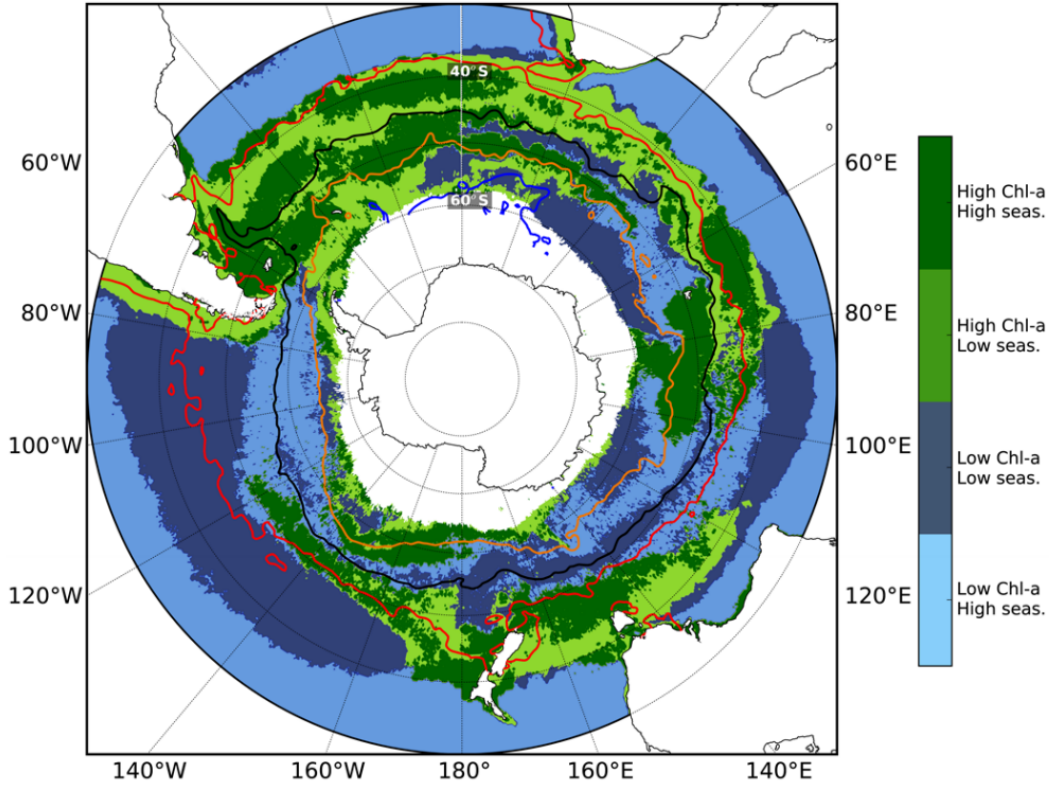 40°S
60°S
60°W
60°E
80°W
80°E
100°W
100°E
120°W
120°E
140°W
160°W
180°
160°E
140°E
High Chl-a
High seas.
High Chl-a
Low seas.
Low Chl-a
Low seas.
Low Chl-a
High seas.